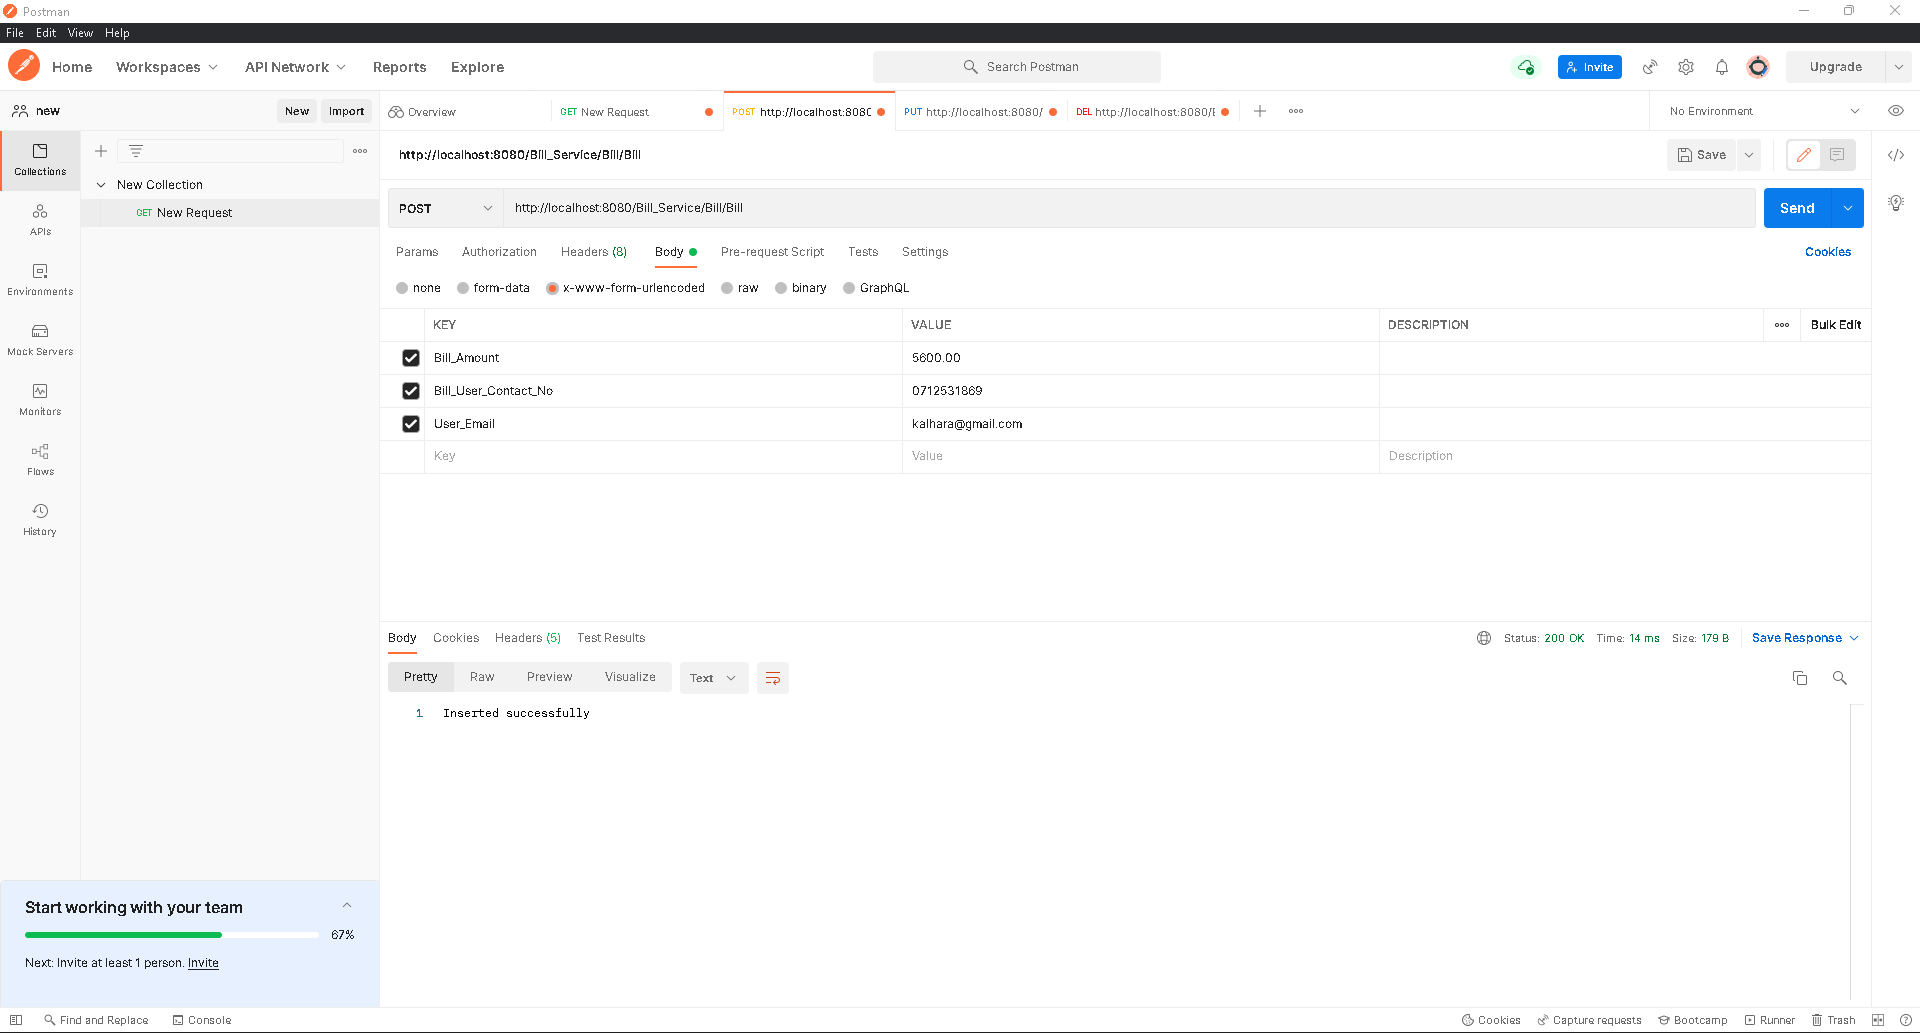 Postman
File Edit View Help
Home Workspaces API Network Reports Explore Search Postman Invite Upgrade
new New Import Overview GET New Request POST http://localhost:8080 PUT http://localhost:8080/ DEL http://localhost:8080/ No Environment
Collections
http://localhost:8080/Bill_Service/Bill/Bill Save
New Collection
GET New Request
POST http://localhost:8080/Bill_Service/Bill/Bill Send
APIs
Params Authorization Headers (8) Body Pre-request Script Tests Settings Cookies
Environments
none form-data x-www-form-urlencoded raw binary GraphQL
KEY VALUE DESCRIPTION Bulk Edit
Mock Servers
Bill_Amount 5600.00
Bill_User_Contact_No 0712531869
Monitors
User_Email kalhara@gmail.com
Key Value Description
Flows
History
Body Cookies Headers (5) Test Results Status: 200 OK Time: 14 ms Size: 179 B Save Response
Pretty Raw Preview Visualize Text
1 Inserted successfully
Start working with your team
67%
Next: Invite at least 1 person. Invite
Find and Replace Console Cookies Capture requests Bootcamp Runner Trash